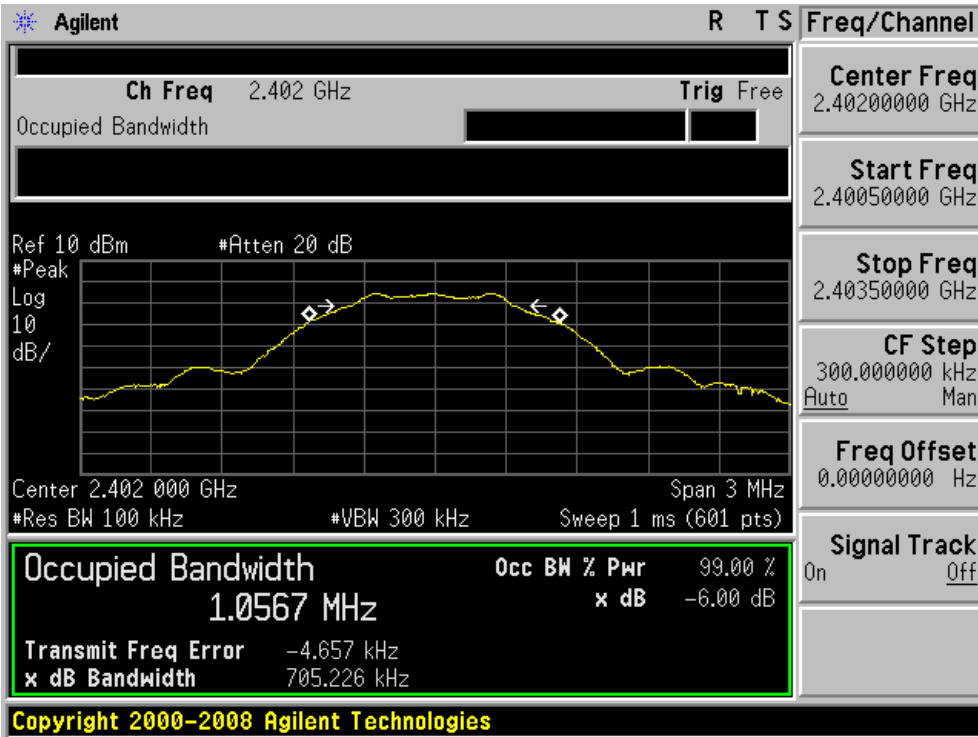 Agilent R T S Freq/Channel
Ch Freq 2.402 GHz Trig Free
Occupied Bandwidth
Center Freq
2.40200000 GHz
Start Freq
2.40050000 GHz
Stop Freq
2.40350000 GHz
CF Step
300.000000 kHz
Auto Man
Freq Offset
0.00000000 Hz
Signal Track
On Off
Ref 10 dBm #Atten 20 dB
#Peak
Log
10
dB/
Center 2.402 000 GHz Span 3 MHz
#Res BW 100 kHz #VBW 300 kHz Sweep 1 ms (601 pts)
Occupied Bandwidth Occ BW % Pwr 99.00 %
1.0567 MHz x dB -6.00 dB
Transmit Freq Error -4.657 kHz
x dB Bandwidth 705.226 kHz
Copyright 2000-2008 Agilent Technologies